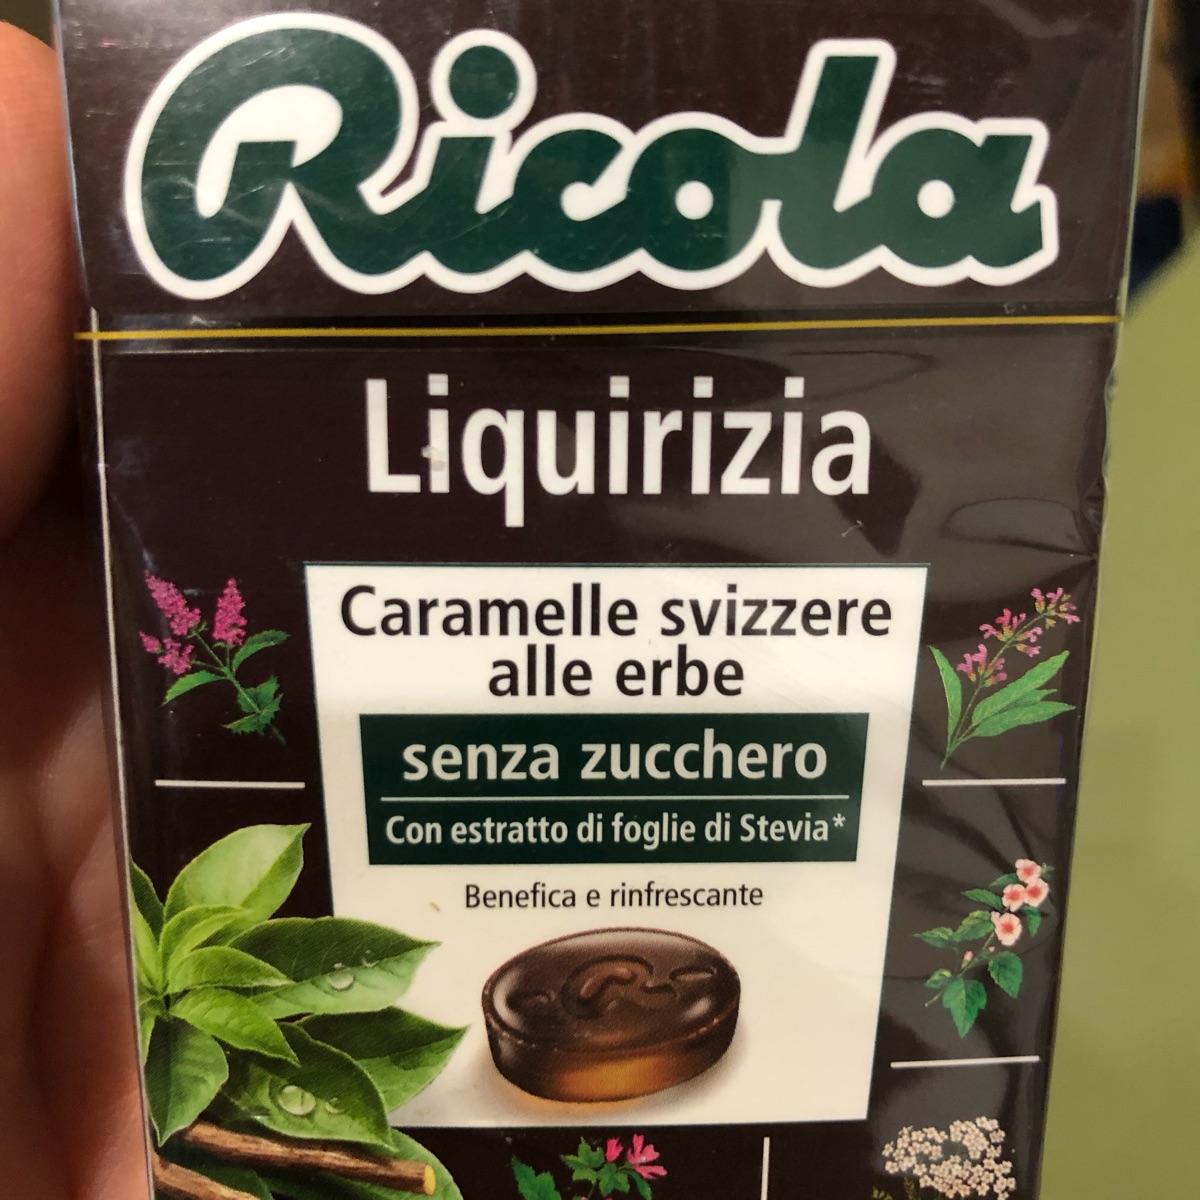 Ricola
Liquirizia
Caramelle svizzere
alle erbe
senza zucchero
Con estratto di foglie di Stevia*
Benefica e rinfrescante